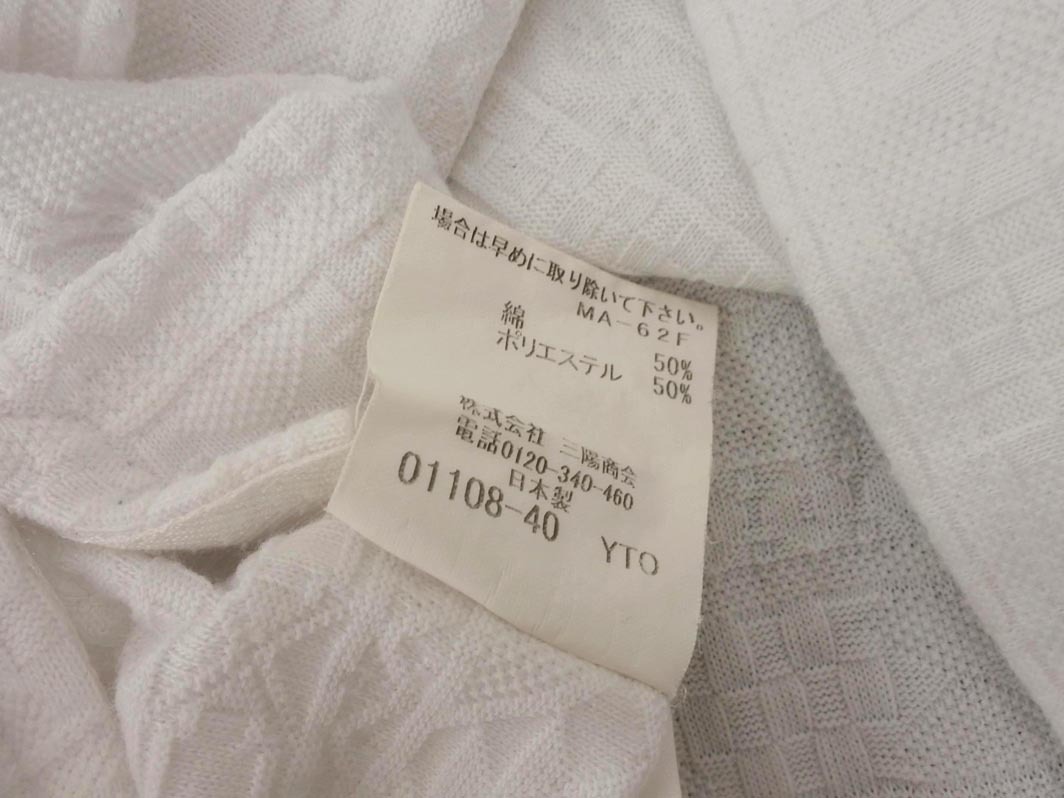 場合は早めに取り除いて下さい。
MA-62F
綿 50%
ポリエステル 50%
株式会社 三陽商会
電話0120-340-460
日本製
01108-40 YTO